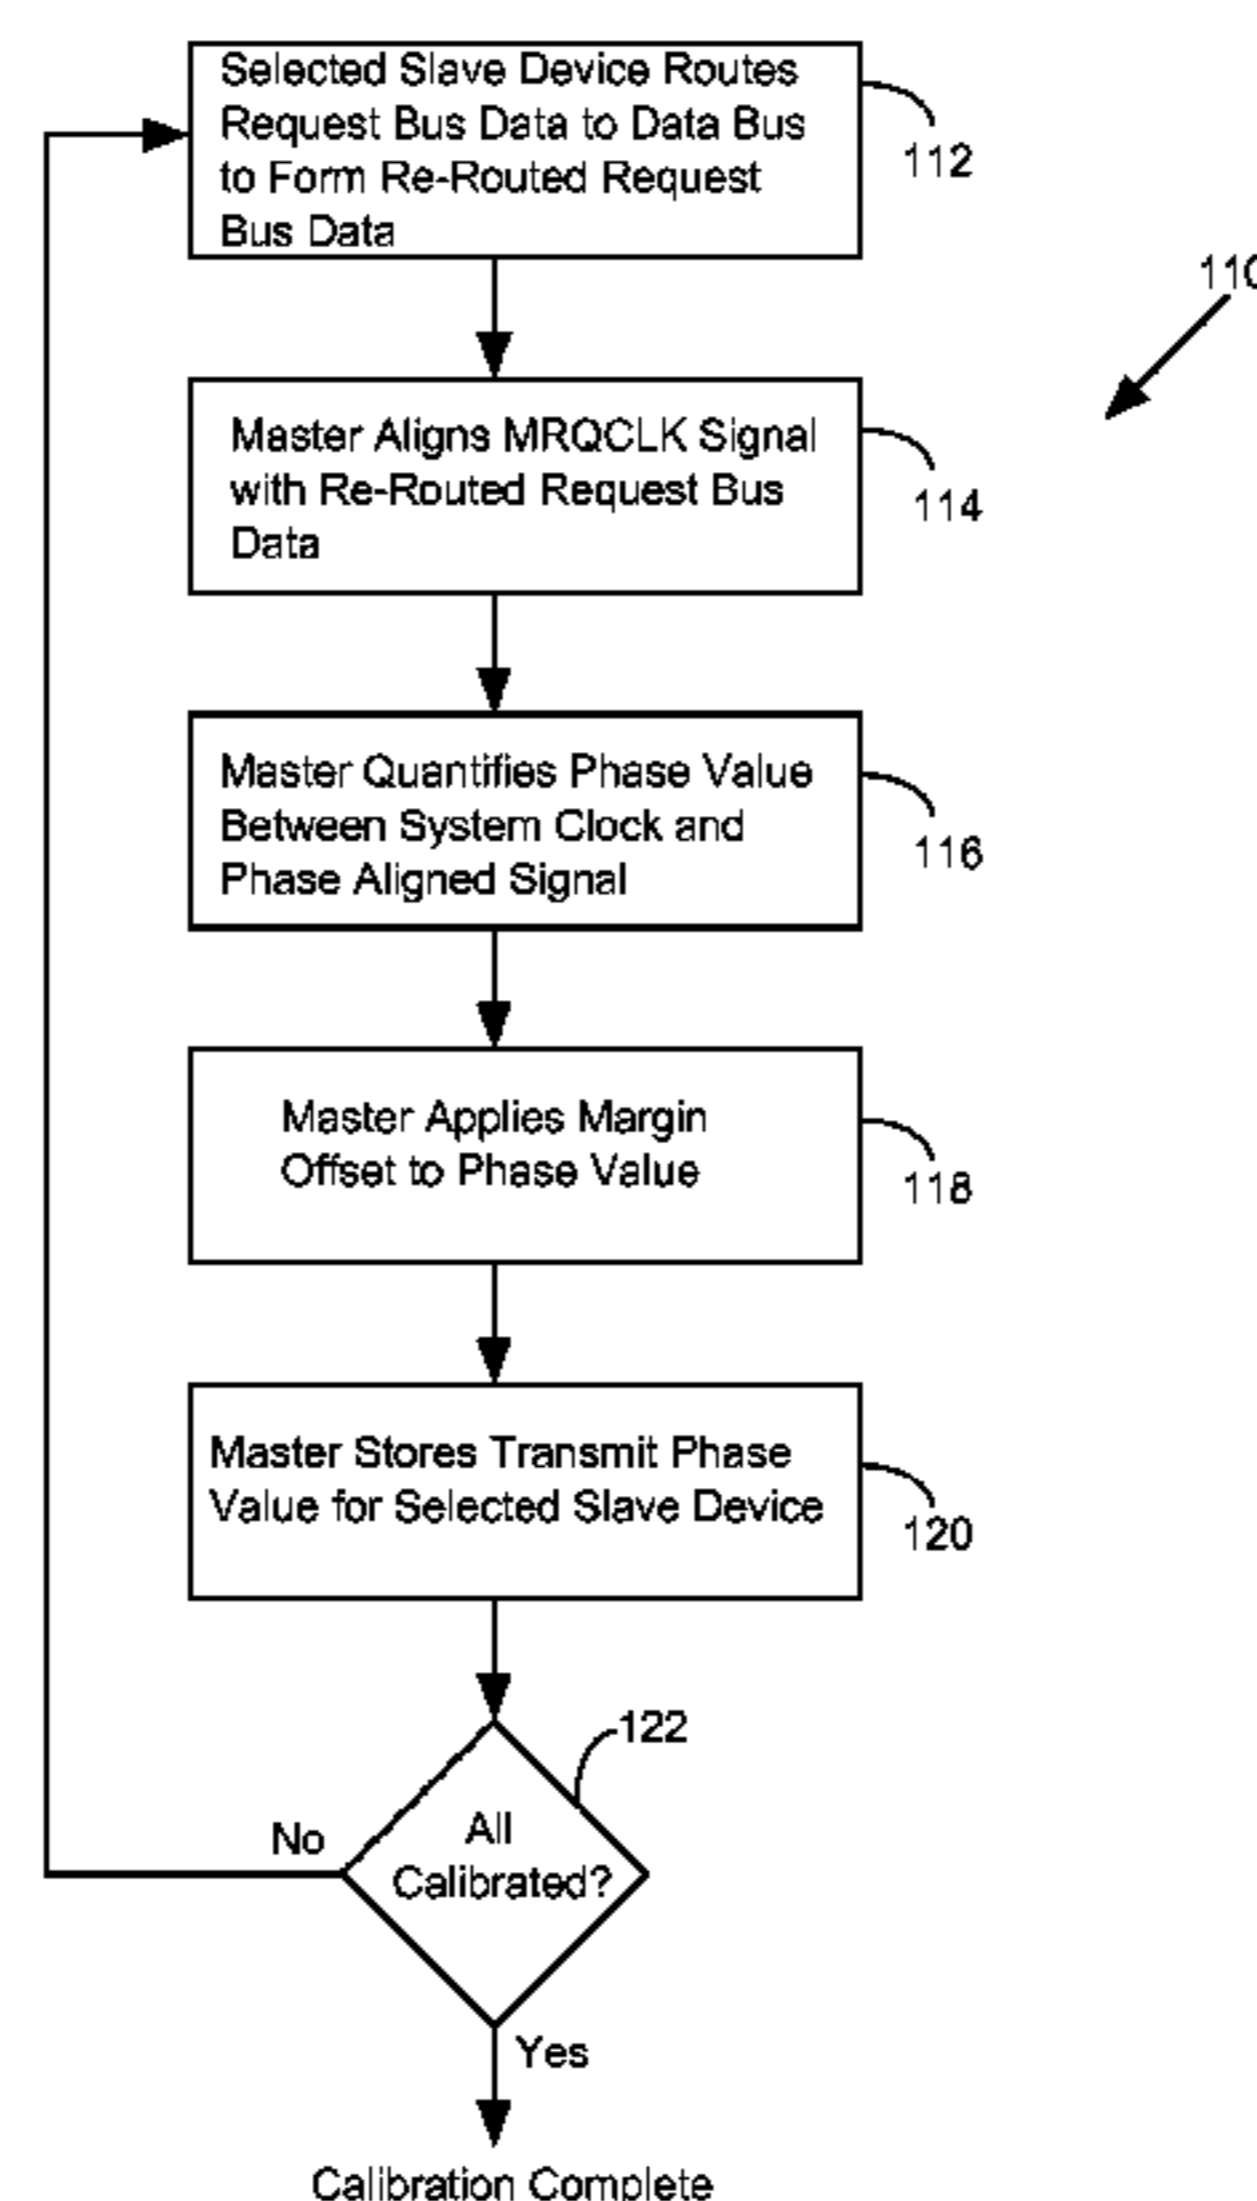 Selected Slave Device Routes
Request Bus Data to Data Bus
to Form Re-Routed Request
Bus Data
112
110
Master Aligns MRQCLK Signal
with Re-Routed Request Bus
Data
114
Master Quantifies Phase Value
Between System Clock and
Phase Aligned Signal
116
Master Applies Margin
Offset to Phase Value
118
Master Stores Transmit Phase
Value for Selected Slave Device
120
122
All
Calibrated?
No
Yes
Calibration Complete